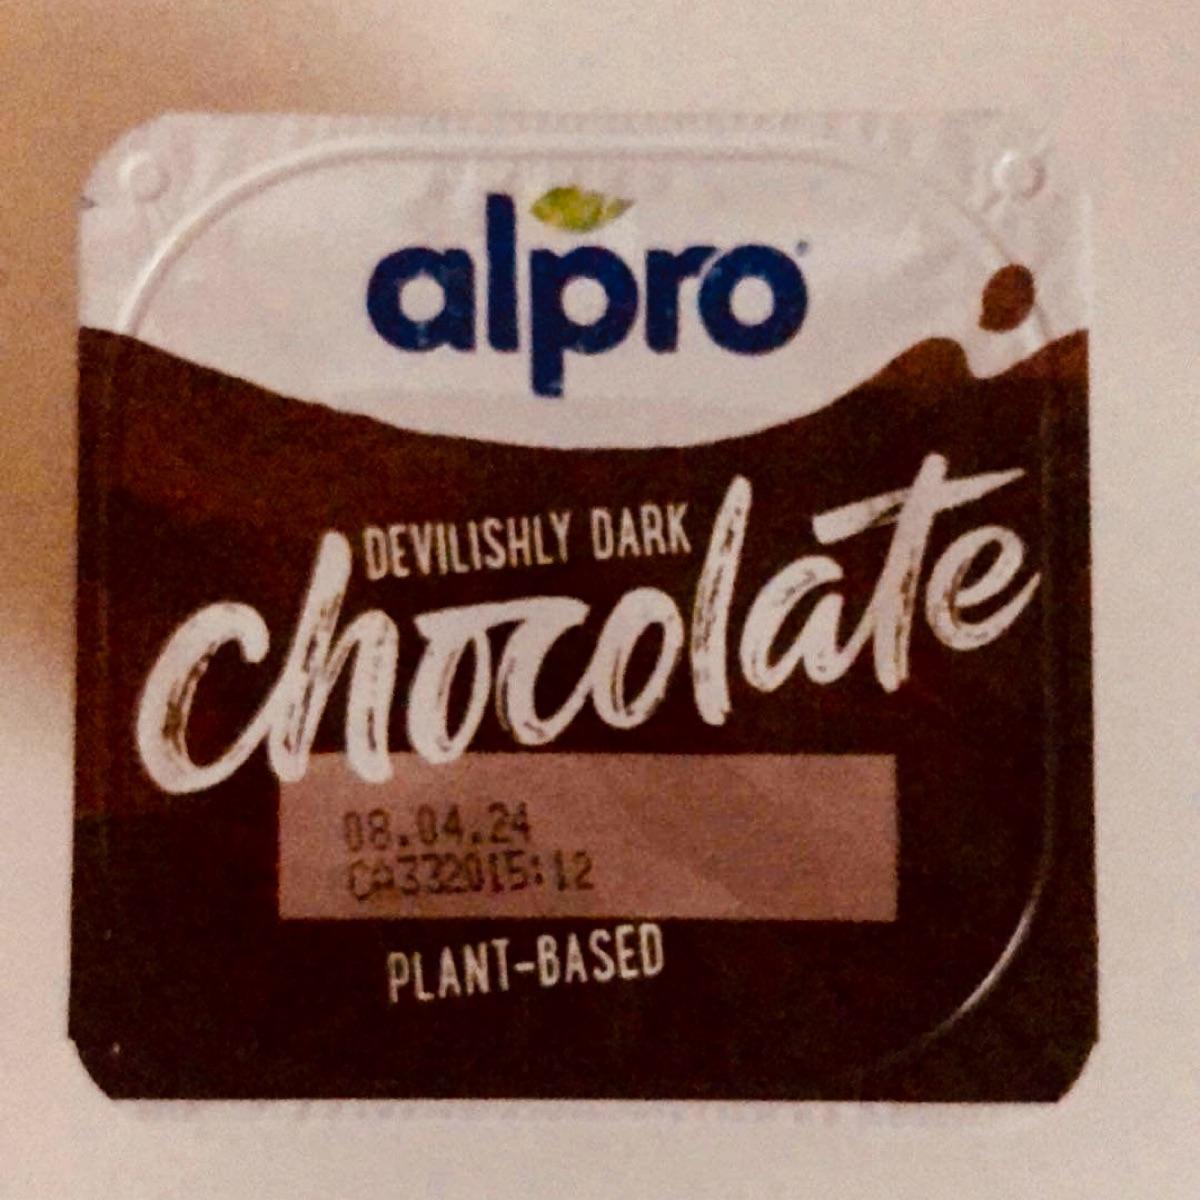 alpro
DEVILISHLY DARK
chocolate
08.04.24
CA332015:12
PLANT-BASED